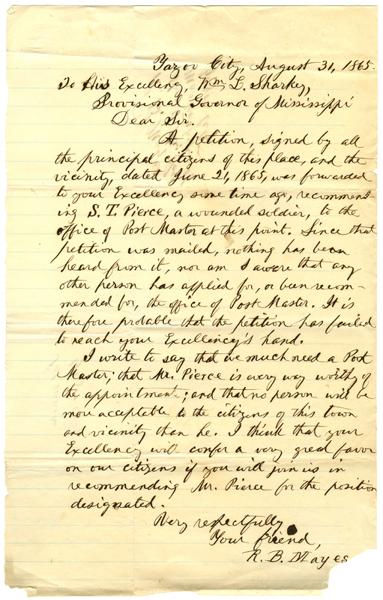 Yazoo City, August 31, 1865.
To His Excellency, Wm L. Sharkey,
Provisional Governor of Mississippi
Dear Sir.
A petition, signed by all
the principal citizens of this place, and the
vicinity, dated June 21, 1865, was forwarded
to your Excellency some time ago, recommend-
ing S. T. Pierce, a wounded soldier, to the
office of Post Master at this point. Since that
petition was mailed, nothing has been
heard from it, nor am I aware that any
other person has applied for, or been recom-
mended for, the office of Post Master. It is
therefore probable that the petition has failed
to reach your Excellency's hand.
I write to say that we much need a Post
Master; that Mr. Pierce is every way worthy of
the appointment; and that no person will be
more acceptable to the citizens of this town
and vicinity than he. I think that your
Excellency will confer a very great favor
on our citizens if you will join us in
recommending Mr. Pierce for the position
designated.
Very respectfully
Your friend,
R. B. Mayes